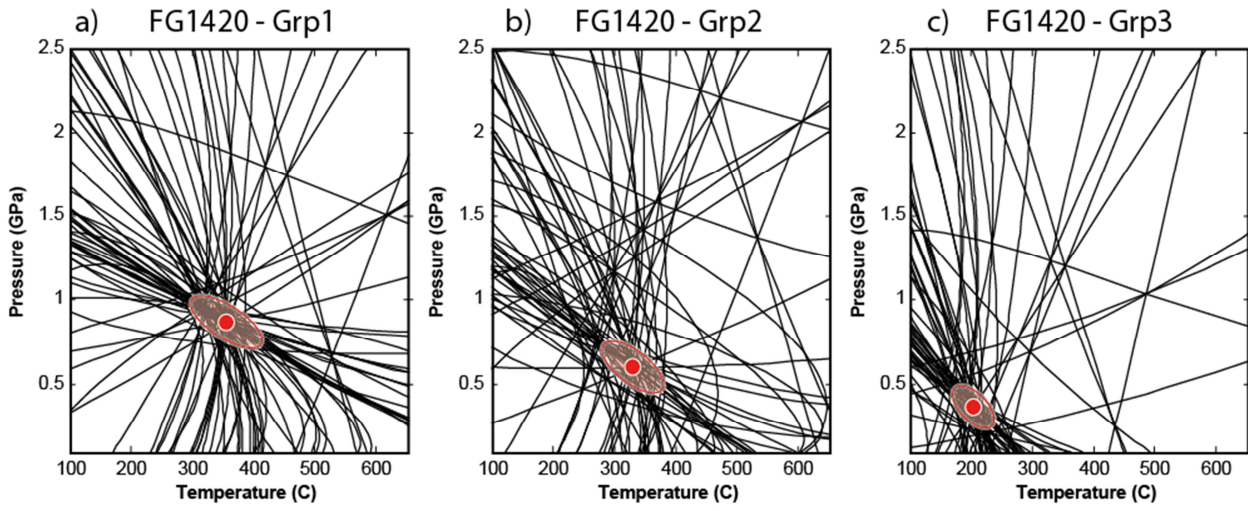 a) FG1420 - Grp1
2.5
2
1.5
1
0.5
Pressure (GPa)
100 200 300 400 500 600
Temperature (C)
b) FG1420 - Grp2
2.5
2
1.5
1
0.5
Pressure (GPa)
100 200 300 400 500 600
Temperature (C)
c) FG1420 - Grp3
2.5
2
1.5
1
0.5
Pressure (GPa)
100 200 300 400 500 600
Temperature (C)